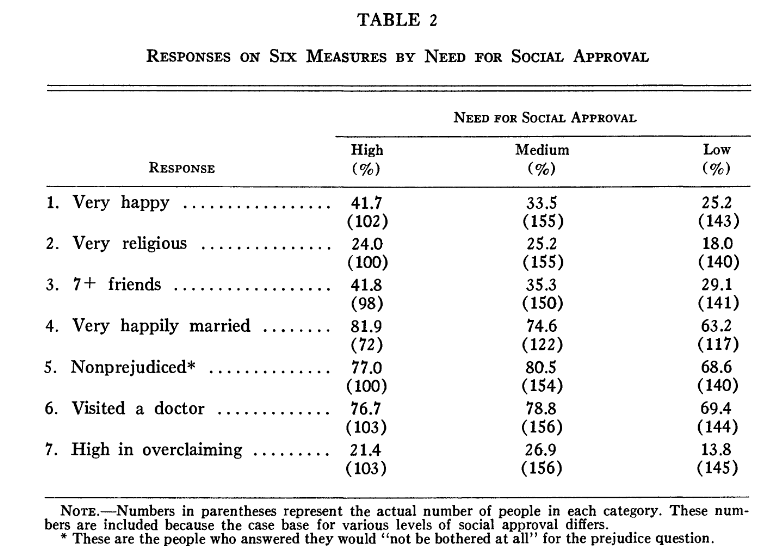 TABLE 2
RESPONSES ON SIX MEASURES BY NEED FOR SOCIAL APPROVAL
NEED FOR SOCIAL APPROVAL
RESPONSE High (%) Medium (%) Low (%)
1. Very happy ................. 41.7 33.5 25.2
(102) (155) (143)
2. Very religious ............... 24.0 25.2 18.0
(100) (155) (140)
3. 7+ friends .................. 41.8 35.3 29.1
(98) (150) (141)
4. Very happily married ........ 81.9 74.6 63.2
(72) (122) (117)
5. Nonprejudiced* .............. 77.0 80.5 68.6
(100) (154) (140)
6. Visited a doctor ............. 76.7 78.8 69.4
(103) (156) (144)
7. High in overclaiming ......... 21.4 26.9 13.8
(103) (156) (145)
NOTE.—Numbers in parentheses represent the actual number of people in each category. These num-
bers are included because the case base for various levels of social approval differs.
* These are the people who answered they would "not be bothered at all" for the prejudice question.